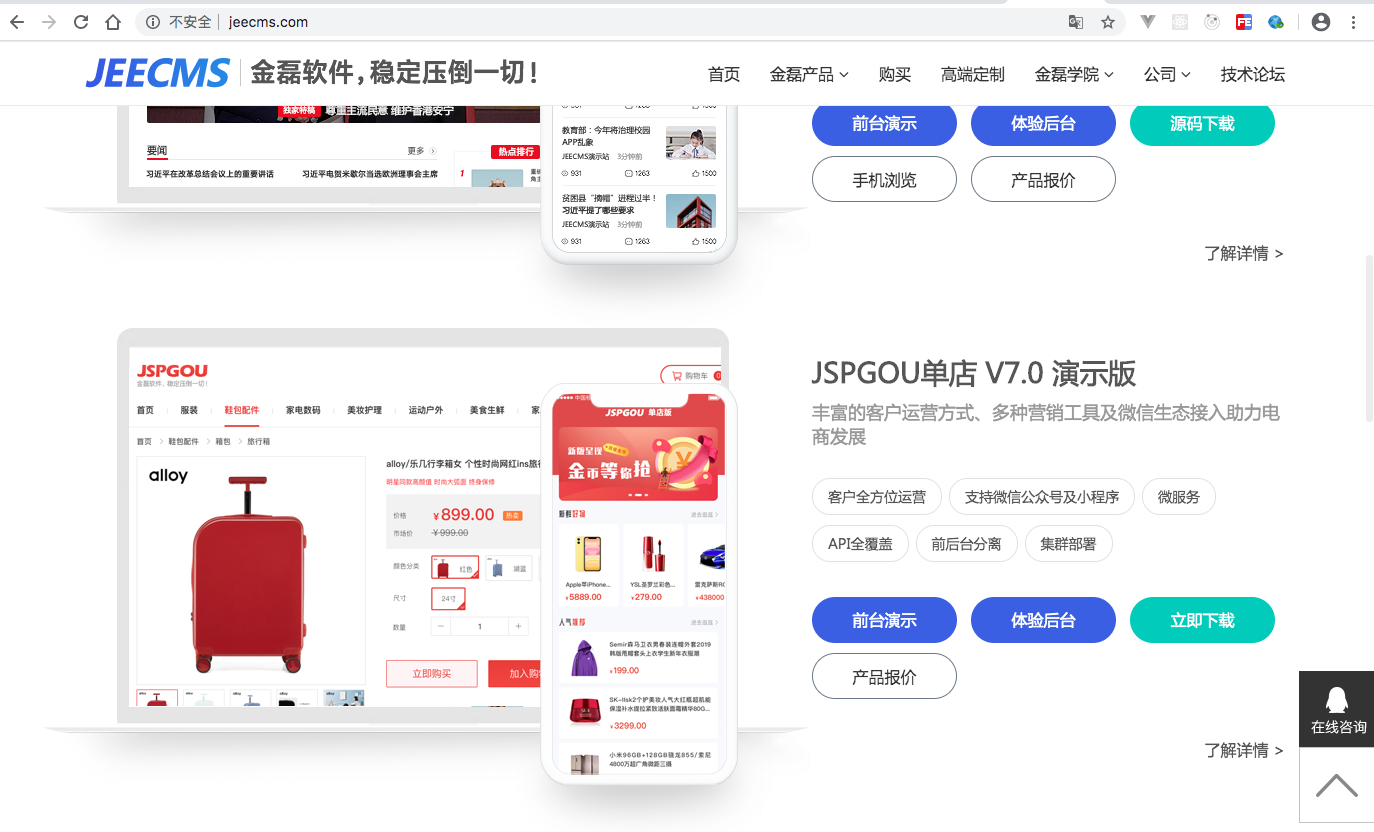 不安全 jeecms.com
JEECMS 金磊软件，稳定压倒一切！
首页 金磊产品 购买 高端定制 金磊学院 公司 技术论坛
独家特稿 尊重主流民意 维护香港安宁
要闻 更多
热点排行
习近平在改革总结会议上的重要讲话 习近平电贺米歇尔当选欧洲理事会主席 1
教育部：今年将治理校园
APP乱象
JEECMS演示站 3分钟前
931 1263 1500
贫困县“摘帽”进程过半！
习近平提了哪些要求
JEECMS演示站 3分钟前
931 1263 1500
前台演示 体验后台 源码下载
手机浏览 产品报价
了解详情 >
JSPGOU
金磊软件，稳定压倒一切！
购物车 0
首页 服装 鞋包配件 家电数码 美妆护理 运动户外 美食生鲜 家
首页 > 鞋包配件 > 箱包 > 旅行箱
alloy
alloy/乐几行李箱女 个性时尚网红ins旅行
明星同款高颜值 时尚大弧面 终身保修
价格 ¥899.00 热卖
市场价 ¥999.00
颜色分类 红色 湖蓝
尺寸 24寸
数量 − 1 +
立即购买 加入购物
JSPGOU 单店版
新版呈现
金币等你抢
新鲜好物
Apple苹iPhone... YSL圣罗兰彩色... 雷克萨斯RC
¥5889.00 ¥279.00 ¥438000
人气推荐
Semir森马卫衣男春装连帽外套2019
韩版甩帽套头上衣学生新年衣服潮
¥199.00
SK-IIsk2个护美妆人气大红瓶超肌能
保湿补水提拉紧致活肤面霜精华80G...
¥3299.00
小米96GB+128GB骁龙855/索尼
4800万超广角微距三摄
JSPGOU单店 V7.0 演示版
丰富的客户运营方式、多种营销工具及微信生态接入助力电
商发展
客户全方位运营 支持微信公众号及小程序 微服务
API全覆盖 前后台分离 集群部署
前台演示 体验后台 立即下载
产品报价
了解详情 >
在线咨询